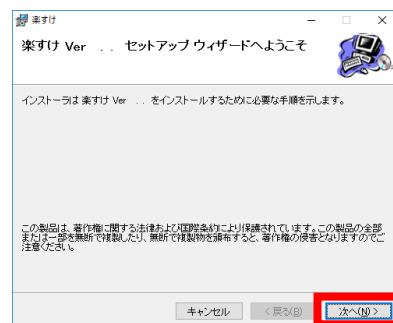 楽すけ
楽すけ Ver . . セットアップ ウィザードへようこそ
インストーラは 楽すけ Ver . . をインストールするために必要な手順を示します。
この製品は、著作権に関する法律および国際条約により保護されています。この製品の全部
または一部を無断で複製したり、無断で複製物を頒布すると、著作権の侵害となりますのでご
注意ください。
キャンセル < 戻る(B) 次へ(N) >